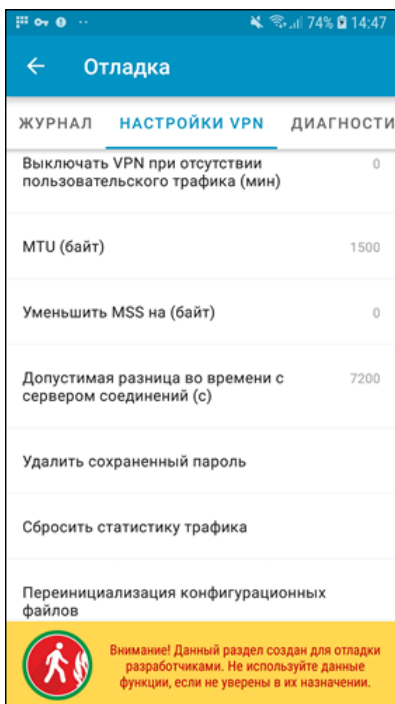 74% 14:47
Отладка
ЖУРНАЛ НАСТРОЙКИ VPN ДИАГНОСТИ
Выключать VPN при отсутствии 0
пользовательского трафика (мин)
MTU (байт) 1500
Уменьшить MSS на (байт) 0
Допустимая разница во времени с 7200
сервером соединений (с)
Удалить сохраненный пароль
Сбросить статистику трафика
Переинициализация конфигурационных
файлов
Внимание! Данный раздел создан для отладки
разработчиками. Не используйте данные
функции, если не уверены в их назначении.